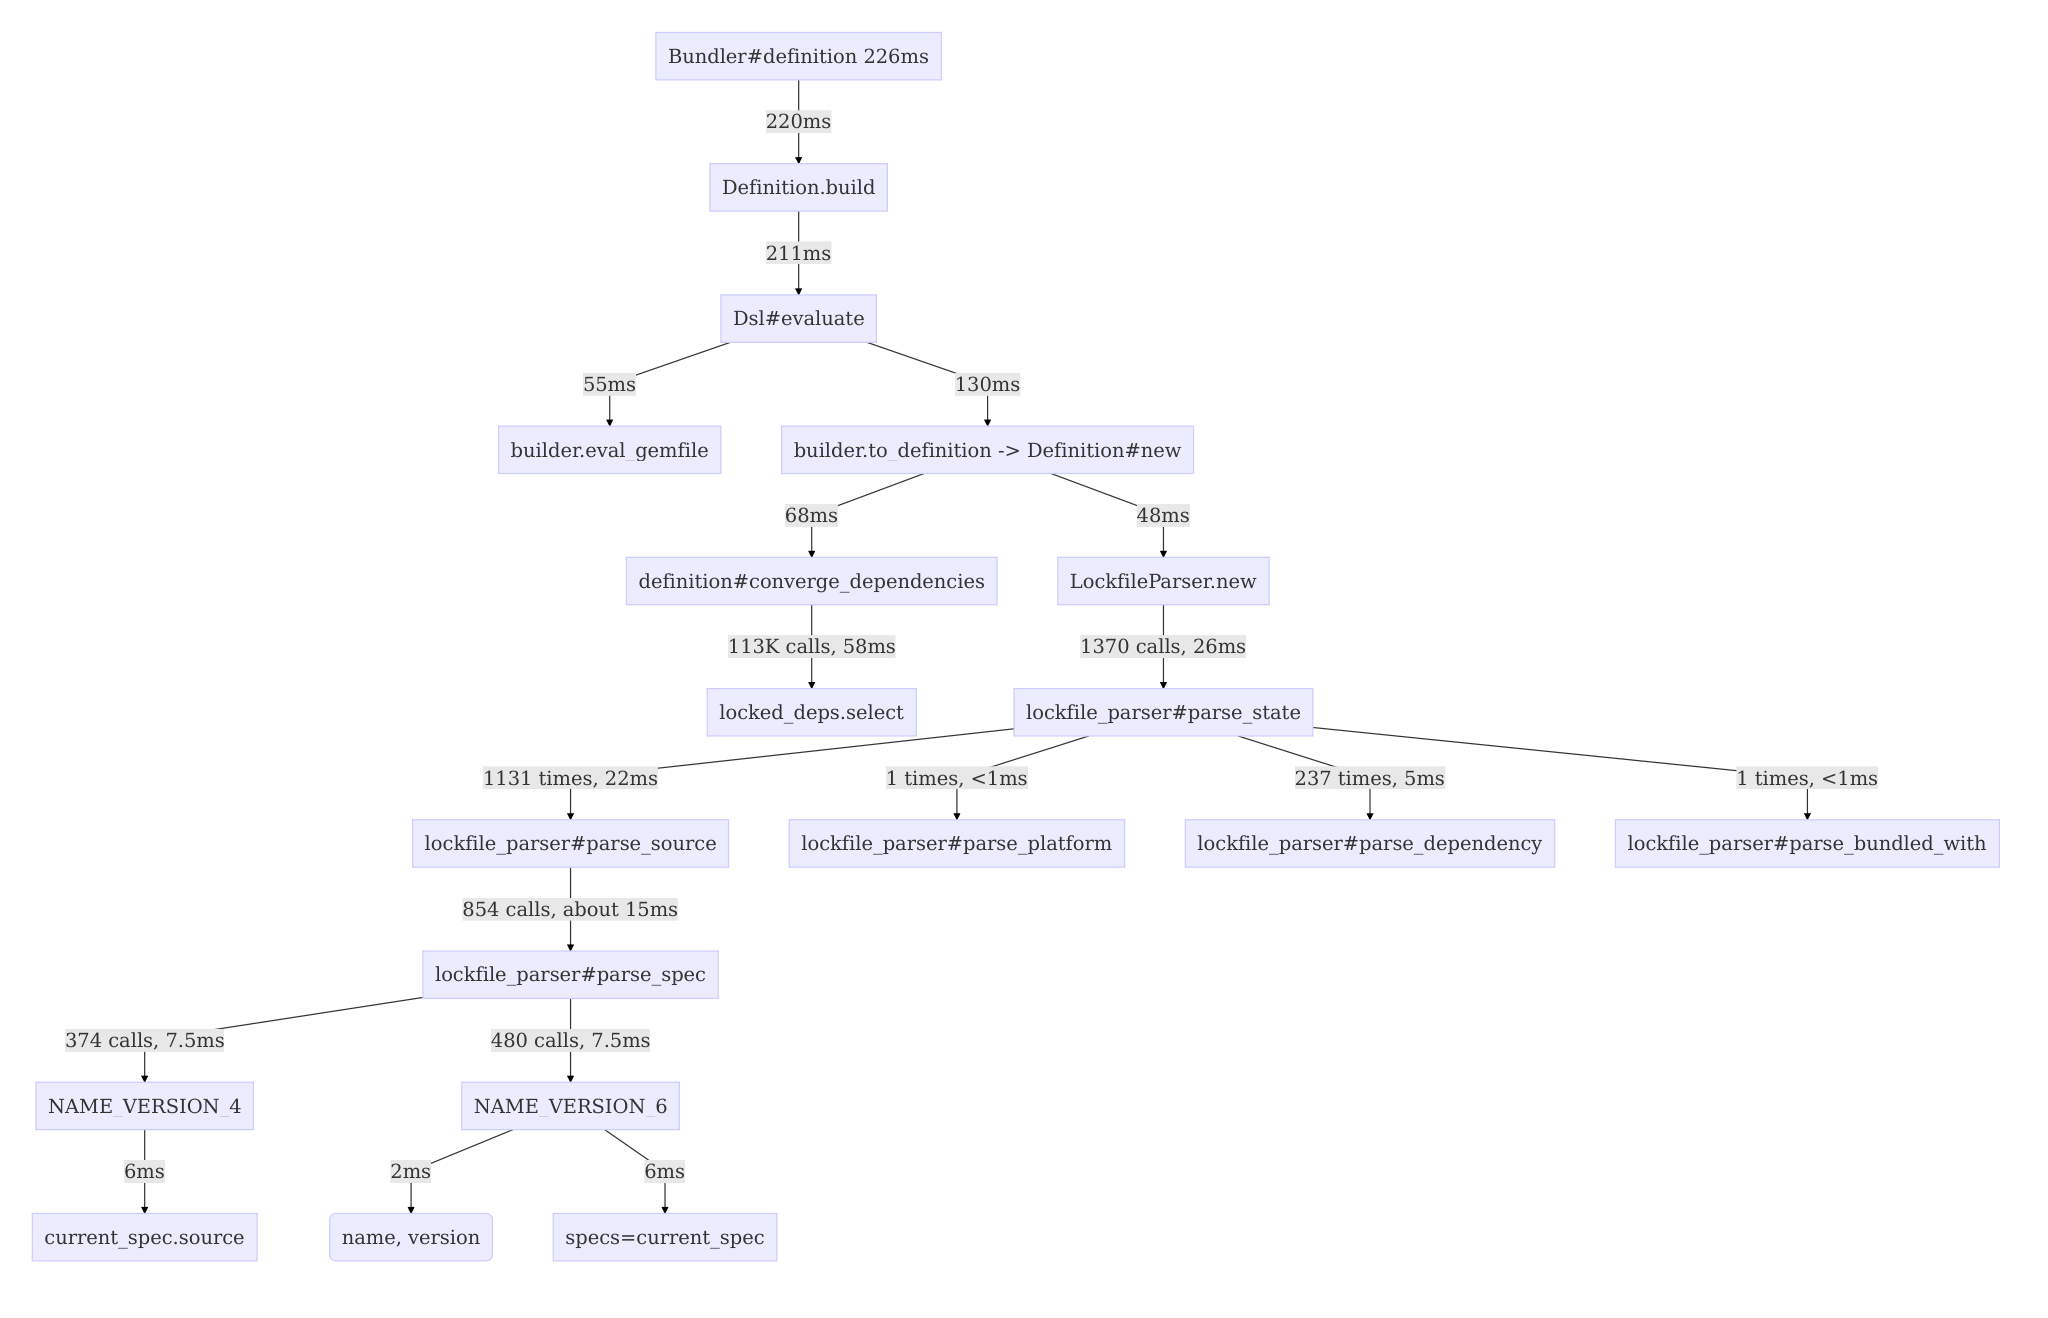 Bundler#definition 226ms
220ms
Definition.build
211ms
Dsl#evaluate
55ms
130ms
builder.eval_gemfile
builder.to_definition -> Definition#new
68ms
48ms
definition#converge_dependencies
LockfileParser.new
113K calls, 58ms
1370 calls, 26ms
locked_deps.select
lockfile_parser#parse_state
1131 times, 22ms
1 times, <1ms
237 times, 5ms
1 times, <1ms
lockfile_parser#parse_source
lockfile_parser#parse_platform
lockfile_parser#parse_dependency
lockfile_parser#parse_bundled_with
854 calls, about 15ms
lockfile_parser#parse_spec
374 calls, 7.5ms
480 calls, 7.5ms
NAME_VERSION_4
NAME_VERSION_6
6ms
2ms
6ms
current_spec.source
name, version
specs=current_spec